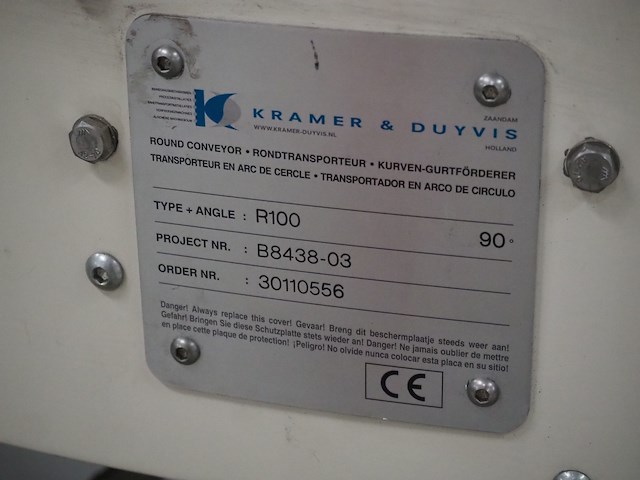 KRAMER & DUYVIS
ZAANDAM
WWW.KRAMER-DUYVIS.NL
HOLLAND
ROUND CONVEYOR • RONDTRANSPORTEUR • KURVEN-GURTFÖRDERER
TRANSPORTEUR EN ARC DE CERCLE • TRANSPORTADOR EN ARCO DE CIRCULO
TYPE + ANGLE : R100 90°
PROJECT NR. : B8438-03
ORDER NR. : 30110556
Danger! Always replace this cover! Gevaar! Breng dit beschermplaatje steeds weer aan!
Gefahr! Bringen Sie diese Schutzplatte stets wieder an! Danger! Ne jamais oublier de mettre
en place cette plaque de protection! ¡Peligro! No olvide nunca colocar esta placa en su sitio!
CE